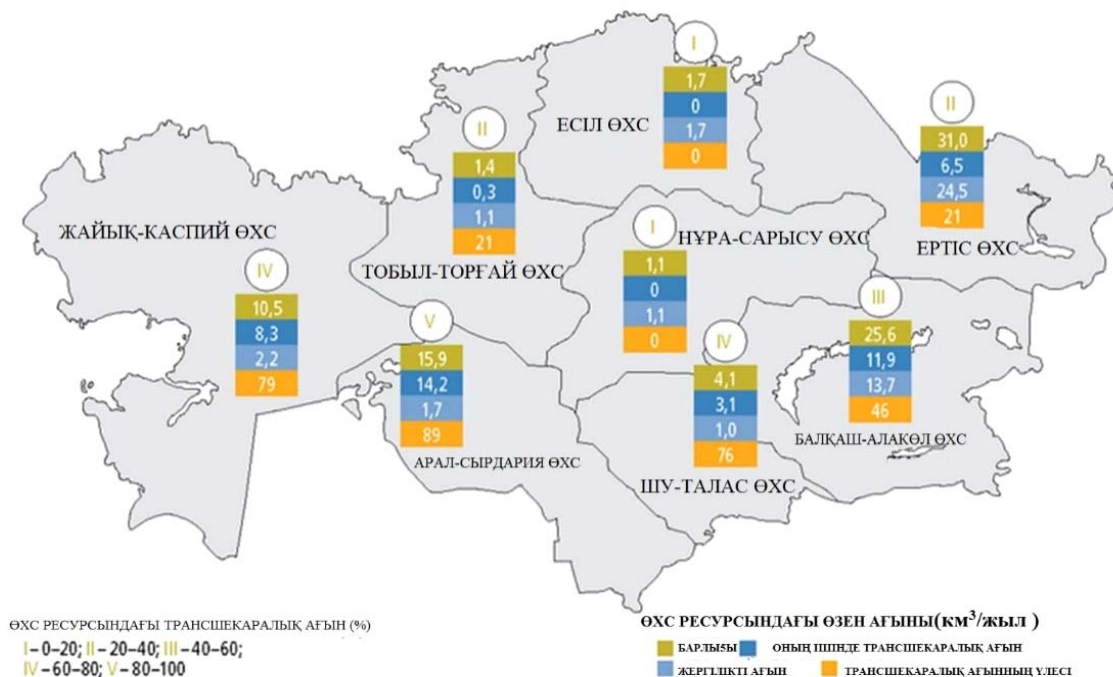 I
1,7
0
1,7
0
ЕСІЛ ӨХС
II
1,4
0,3
1,1
21
ТОБЫЛ-ТОРҒАЙ ӨХС
II
31,0
6,5
24,5
21
ЕРТІС ӨХС
ЖАЙЫҚ-КАСПИЙ ӨХС
IV
10,5
8,3
2,2
79
I
1,1
0
1,1
0
НҰРА-САРЫСУ ӨХС
V
15,9
14,2
1,7
89
АРАЛ-СЫРДАРИЯ ӨХС
IV
4,1
3,1
1,0
76
ШУ-ТАЛАС ӨХС
III
25,6
11,9
13,7
46
БАЛҚАШ-АЛАКӨЛ ӨХС
ӨХС РЕСУРСЫНДАҒЫ ТРАНСШЕКАРАЛЫҚ АҒЫН (%)
I – 0–20; II – 20–40; III – 40–60;
IV – 60–80; V – 80–100
ӨХС РЕСУРСЫНДАҒЫ ӨЗЕН АҒЫНЫ(км³/жыл )
БАРЛЫ5Ы ОНЫҢ ІШІНДЕ ТРАНСШЕКАРАЛЫҚ АҒЫН
ЖЕРГІЛІКТІ АҒЫН ТРАНСШЕКАРАЛЫҚ АҒЫННЫҢ ҮЛЕСІ